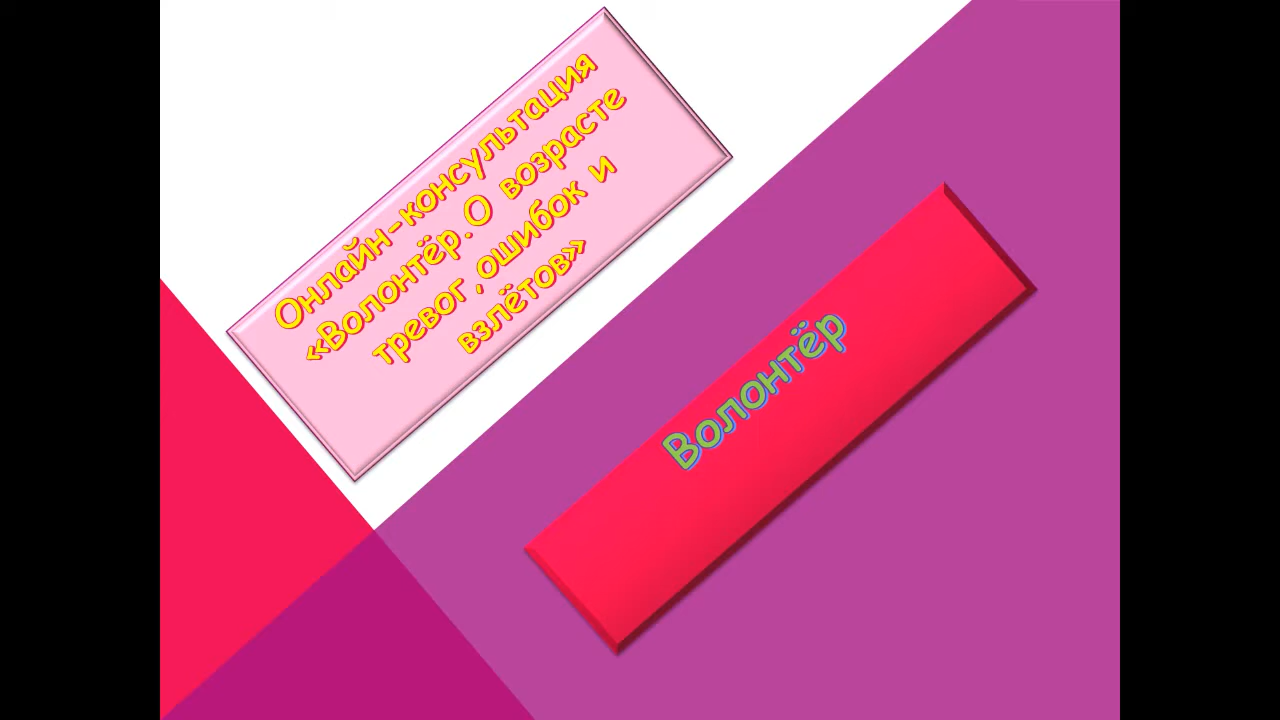 Онлайн-консультация
«Волонтёр.О возрасте
тревог,ошибок и
взлётов»
Волонтёр